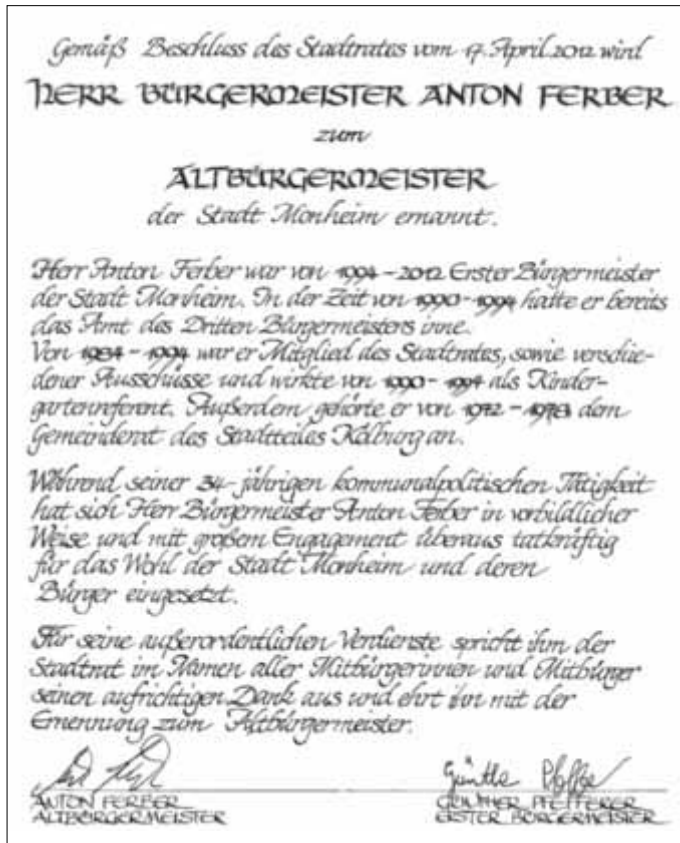 Gemäß Beschluss des Stadtrates vom 17. April 2012 wird
HERR BÜRGERMEISTER ANTON FERBER
zum
ALTBÜRGERMEISTER
der Stadt Monheim ernannt.
Herr Anton Ferber war von 1994 - 2012 Erster Bürgermeister
der Stadt Monheim. In der Zeit von 1990 - 1994 hatte er bereits
das Amt des Dritten Bürgermeisters inne.
Von 1984 - 1994 war er Mitglied des Stadtrates, sowie verschie-
dener Ausschüsse und wirkte von 1990 - 1994 als Kinder-
gartenreferent. Außerdem gehörte er von 1972 - 1978 dem
Gemeinderat des Stadtteiles Kölburg an.
Während seiner 34-jährigen kommunalpolitischen Tätigkeit
hat sich Herr Bürgermeister Anton Ferber in vorbildlicher
Weise und mit großem Engagement überaus tatkräftig
für das Wohl der Stadt Monheim und deren
Bürger eingesetzt.
Für seine außerordentlichen Verdienste spricht ihm der
Stadtrat im Namen aller Mitbürgerinnen und Mitbürger
seinen aufrichtigen Dank aus und ehrt ihn mit der
Ernennung zum Altbürgermeister.
Günther Pfefferer
ANTON FERBER GÜNTHER PFEFFERER
ALTBÜRGERMEISTER ERSTER BÜRGERMEISTER